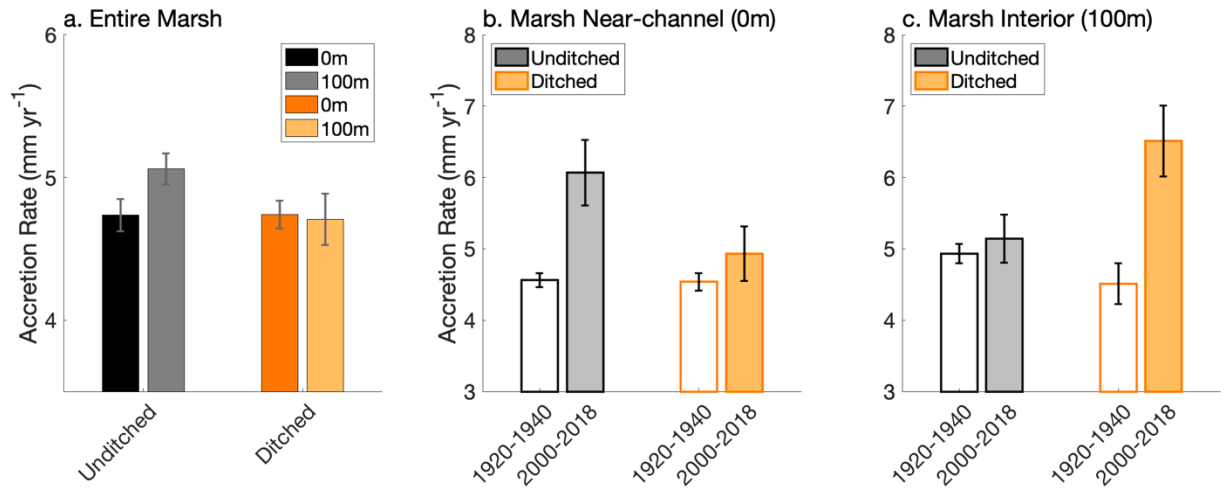 a. Entire Marsh
Accretion Rate (mm yr⁻¹)
6
5
4
0m
100m
0m
100m
Unditched
Ditched
b. Marsh Near-channel (0m)
Accretion Rate (mm yr⁻¹)
8
7
6
5
4
3
Unditched
Ditched
1920-1940
2000-2018
1920-1940
2000-2018
c. Marsh Interior (100m)
8
7
6
5
4
3
Unditched
Ditched
1920-1940
2000-2018
1920-1940
2000-2018